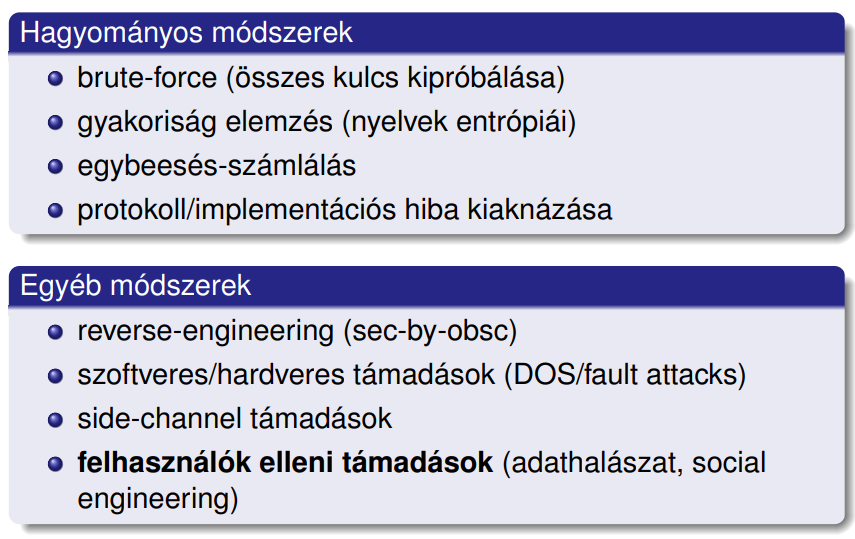 Hagyományos módszerek
brute-force (összes kulcs kipróbálása)
gyakoriság elemzés (nyelvek entrópiái)
egybeesés-számlálás
protokoll/implementációs hiba kiaknázása
Egyéb módszerek
reverse-engineering (sec-by-obsc)
szoftveres/hardveres támadások (DOS/fault attacks)
side-channel támadások
felhasználók elleni támadások (adathalászat, social
engineering)